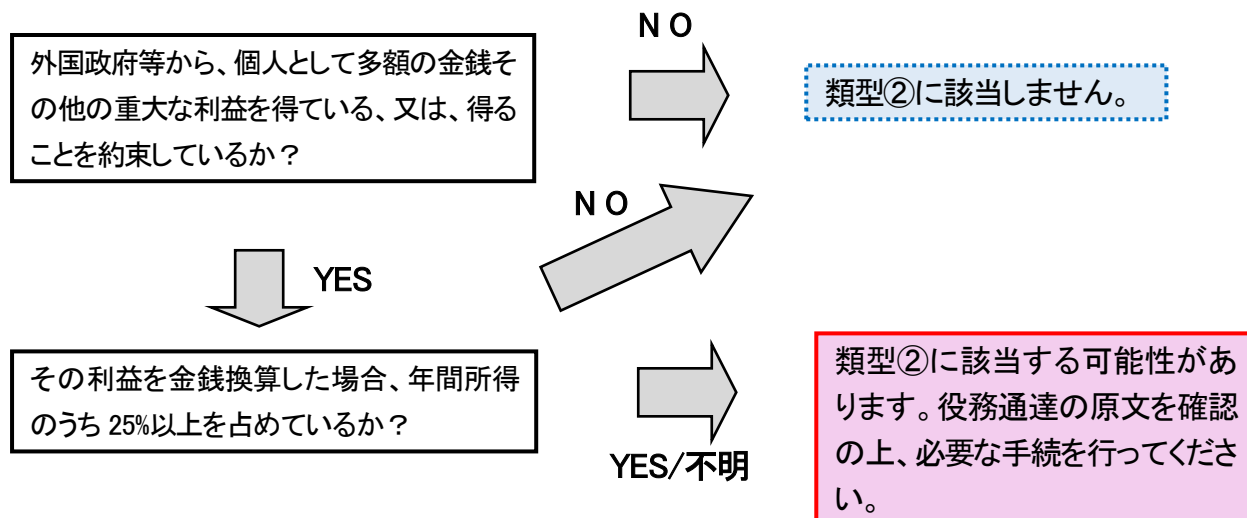 外国政府等から、個人として多額の金銭そ
の他の重大な利益を得ている、又は、得る
ことを約束しているか？
NO
類型②に該当しません。
NO
YES
その利益を金銭換算した場合、年間所得
のうち 25%以上を占めているか？
YES/不明
類型②に該当する可能性があ
ります。役務通達の原文を確認
の上、必要な手続を行ってくださ
い。